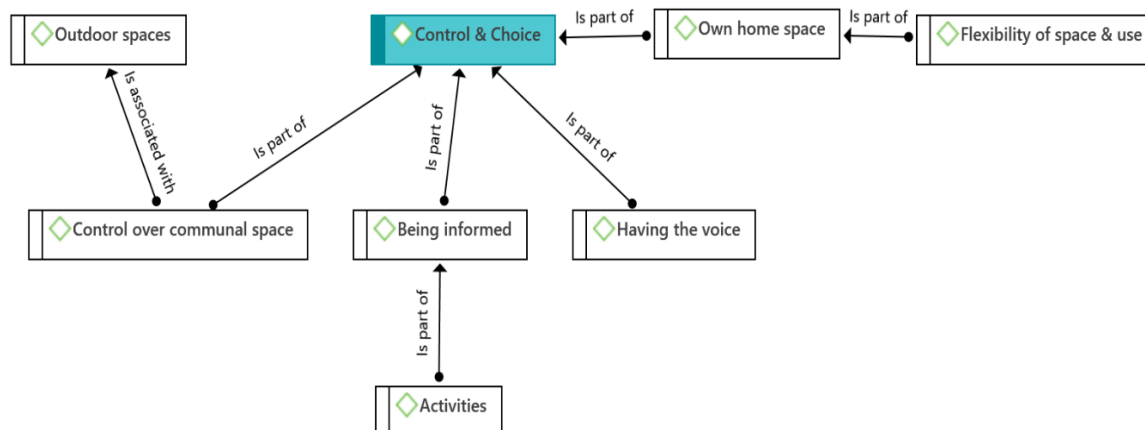 Outdoor spaces
Control & Choice
Is part of
Own home space
Is part of
Flexibility of space & use
Is associated with
Is part of
Is part of
Is part of
Control over communal space
Being informed
Having the voice
Is part of
Activities